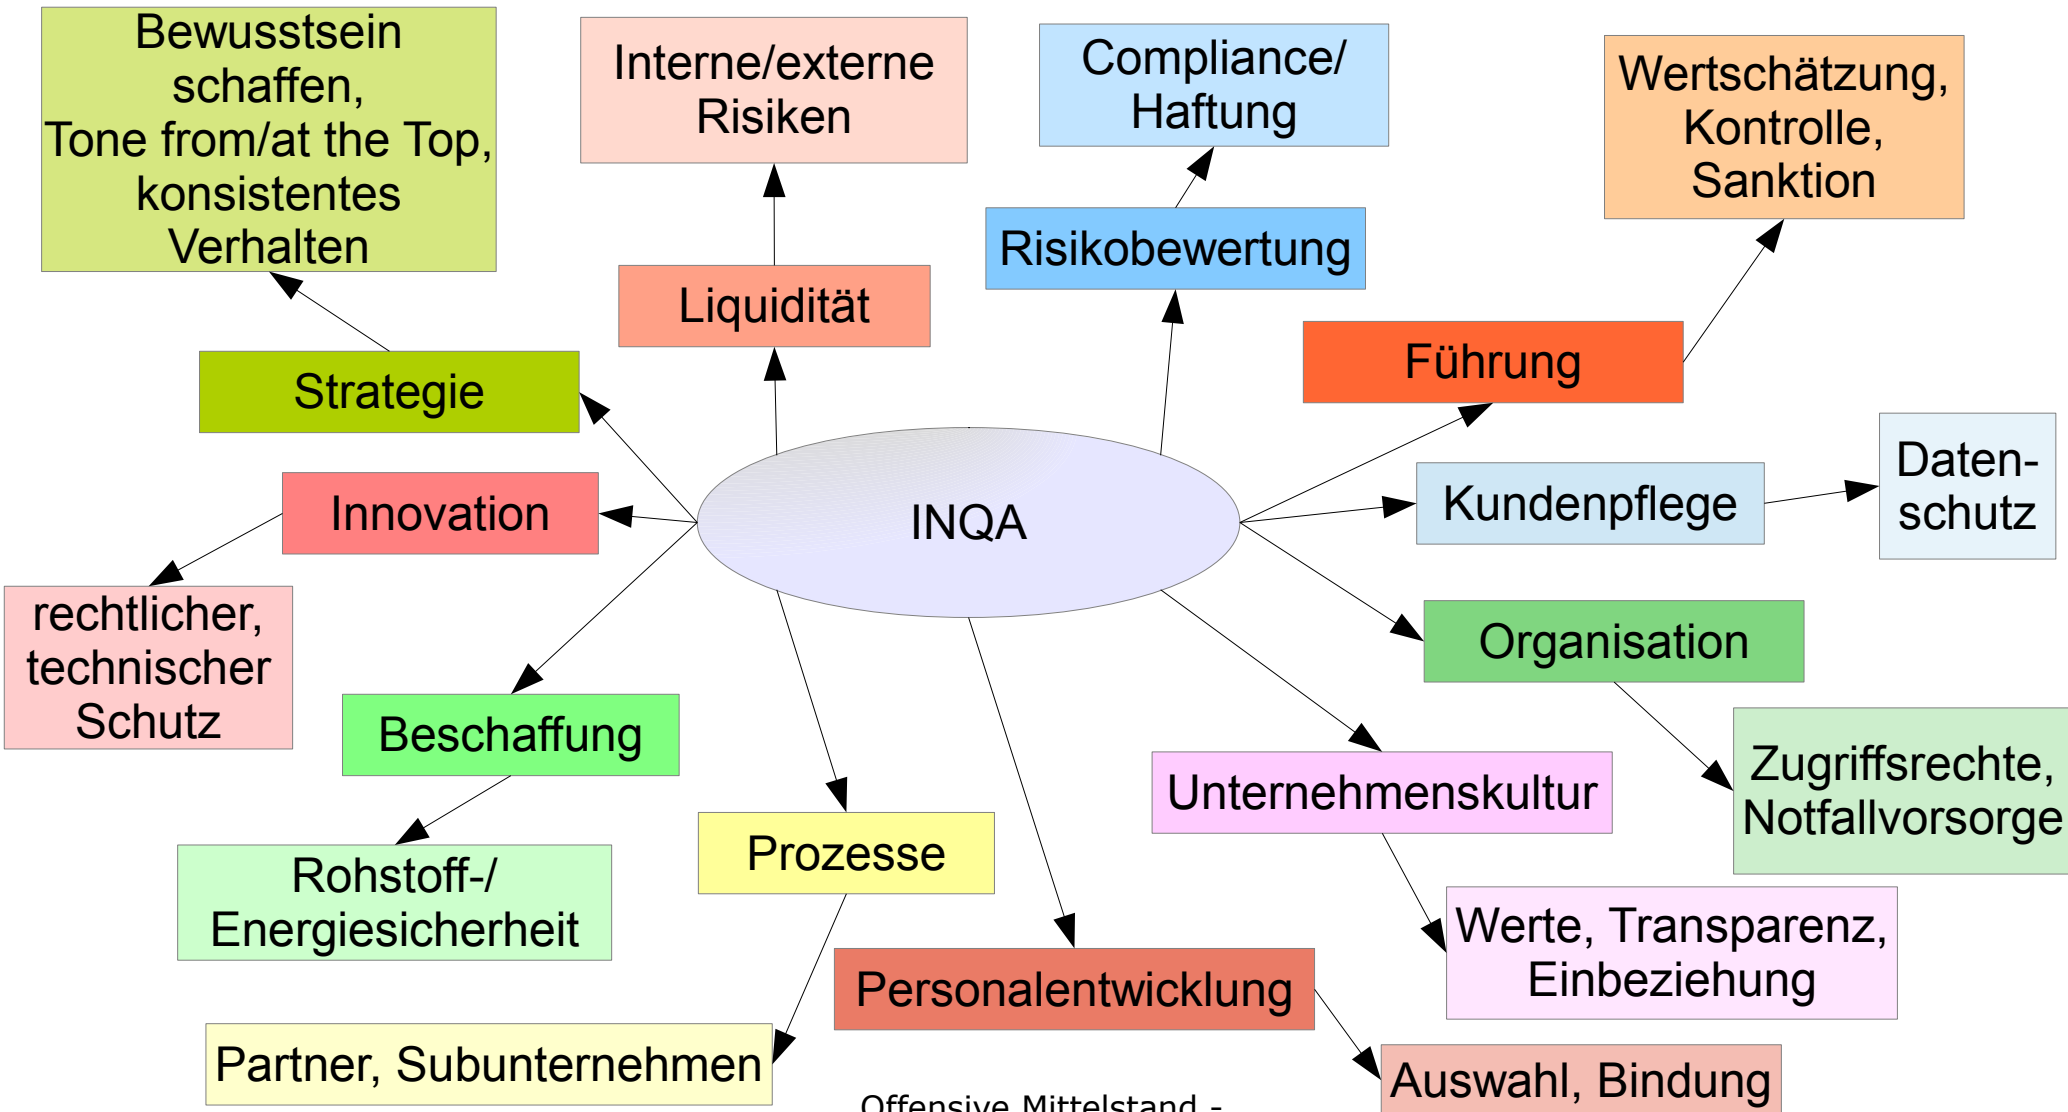 Bewusstsein
schaffen,
Tone from/at the Top,
konsistentes
Verhalten
Interne/externe
Risiken
Compliance/
Haftung
Wertschätzung,
Kontrolle,
Sanktion
Risikobewertung
Liquidität
Führung
Strategie
Daten-
schutz
Innovation
INQA
Kundenpflege
rechtlicher,
technischer
Schutz
Organisation
Beschaffung
Zugriffsrechte,
Notfallvorsorge
Unternehmenskultur
Prozesse
Rohstoff-/
Energiesicherheit
Werte, Transparenz,
Einbeziehung
Personalentwicklung
Partner, Subunternehmen
Auswahl, Bindung
Offensive Mittelstand -